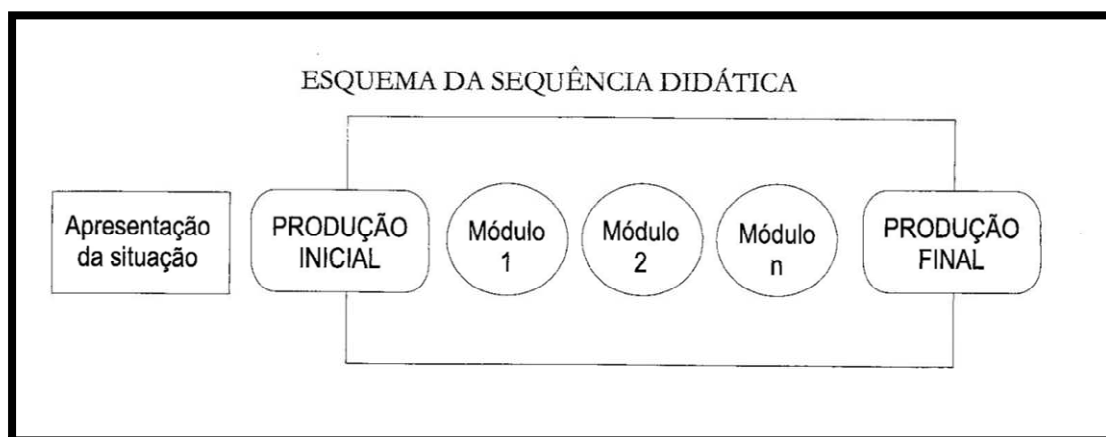 ESQUEMA DA SEQUÊNCIA DIDÁTICA
Apresentação
da situação
PRODUÇÃO
INICIAL
Módulo
1
Módulo
2
Módulo
n
PRODUÇÃO
FINAL